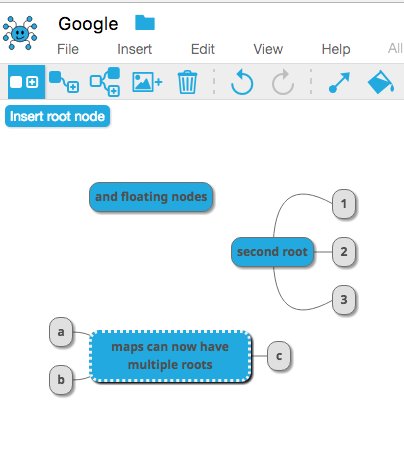 Google
File Insert Edit View Help All
Insert root node
and floating nodes
1
second root
2
3
a
maps can now have
multiple roots
c
b